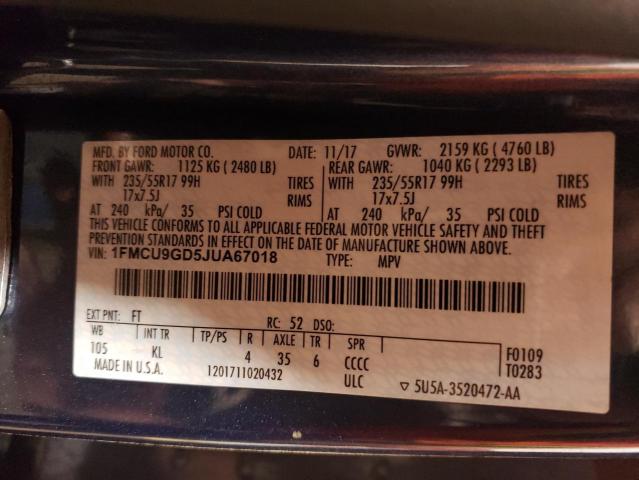 MFD. BY FORD MOTOR CO. DATE: 11/17 GVWR: 2159 KG ( 4760 LB)
FRONT GAWR: 1125 KG ( 2480 LB) REAR GAWR: 1040 KG ( 2293 LB)
WITH 235/55R17 99H TIRES WITH 235/55R17 99H TIRES
17x7.5J RIMS 17x7.5J RIMS
AT 240 kPa/ 35 PSI COLD AT 240 kPa/ 35 PSI COLD
THIS VEHICLE CONFORMS TO ALL APPLICABLE FEDERAL MOTOR VEHICLE SAFETY AND THEFT
PREVENTION STANDARDS IN EFFECT ON THE DATE OF MANUFACTURE SHOWN ABOVE.
VIN: 1FMCU9GD5JUA67018 TYPE: MPV
EXT PNT: FT RC: 52 DSO:
WB INT TR TP/PS R AXLE TR SPR F0109
105 KL 4 35 6 CCCC T0283
MADE IN U.S.A. 1201711020432 ULC ▽ 5U5A-3520472-AA